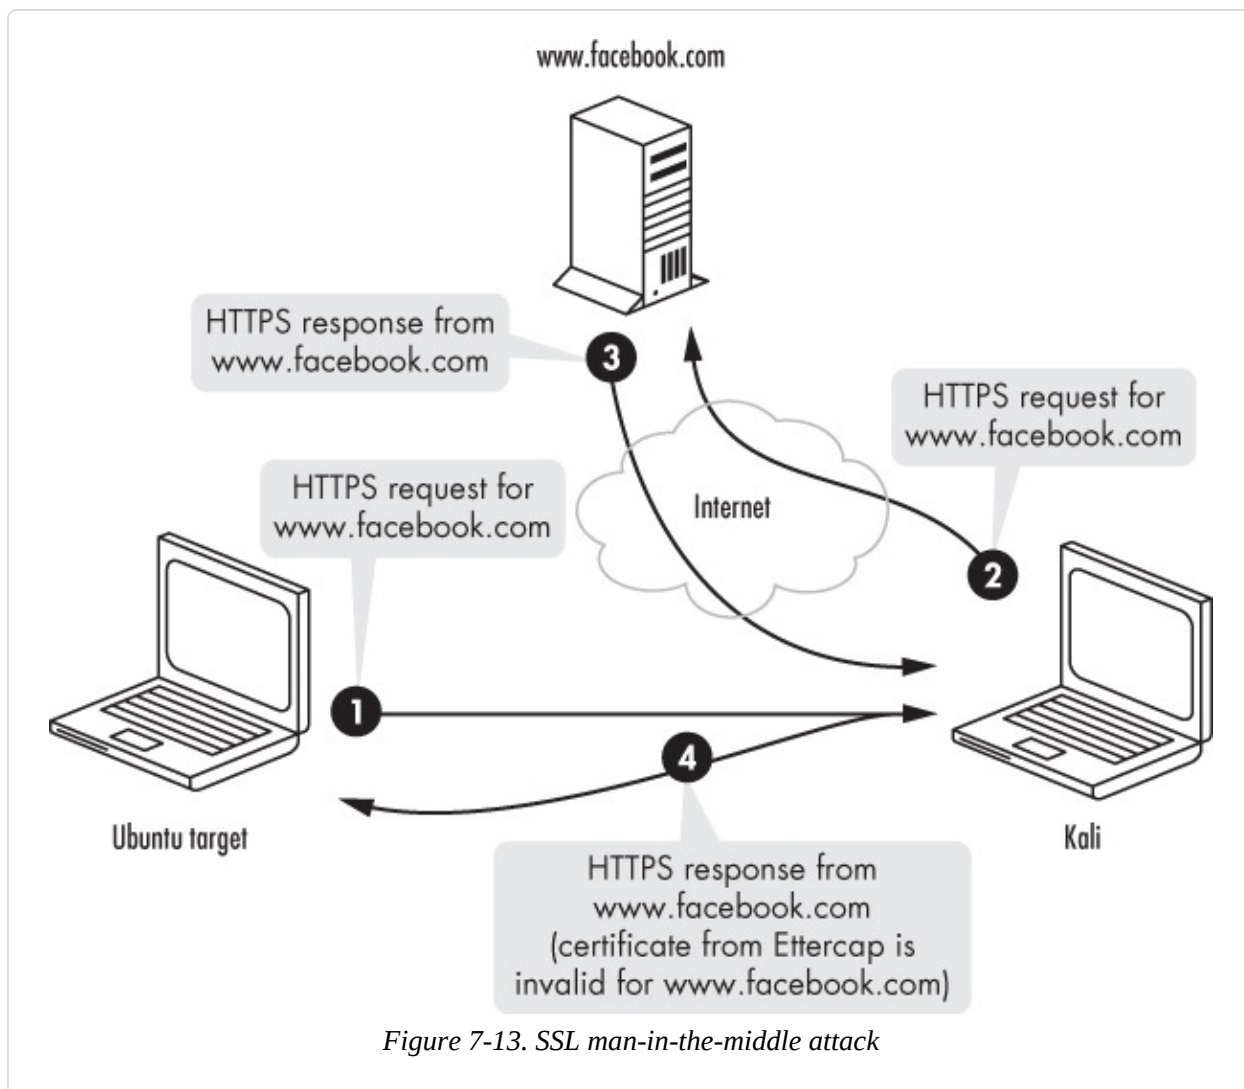 www.facebook.com
HTTPS response from
www.facebook.com
3
HTTPS request for
www.facebook.com
HTTPS request for
www.facebook.com
Internet
2
1
4
Ubuntu target
Kali
HTTPS response from
www.facebook.com
(certificate from Ettercap is
invalid for www.facebook.com)
Figure 7-13. SSL man-in-the-middle attack